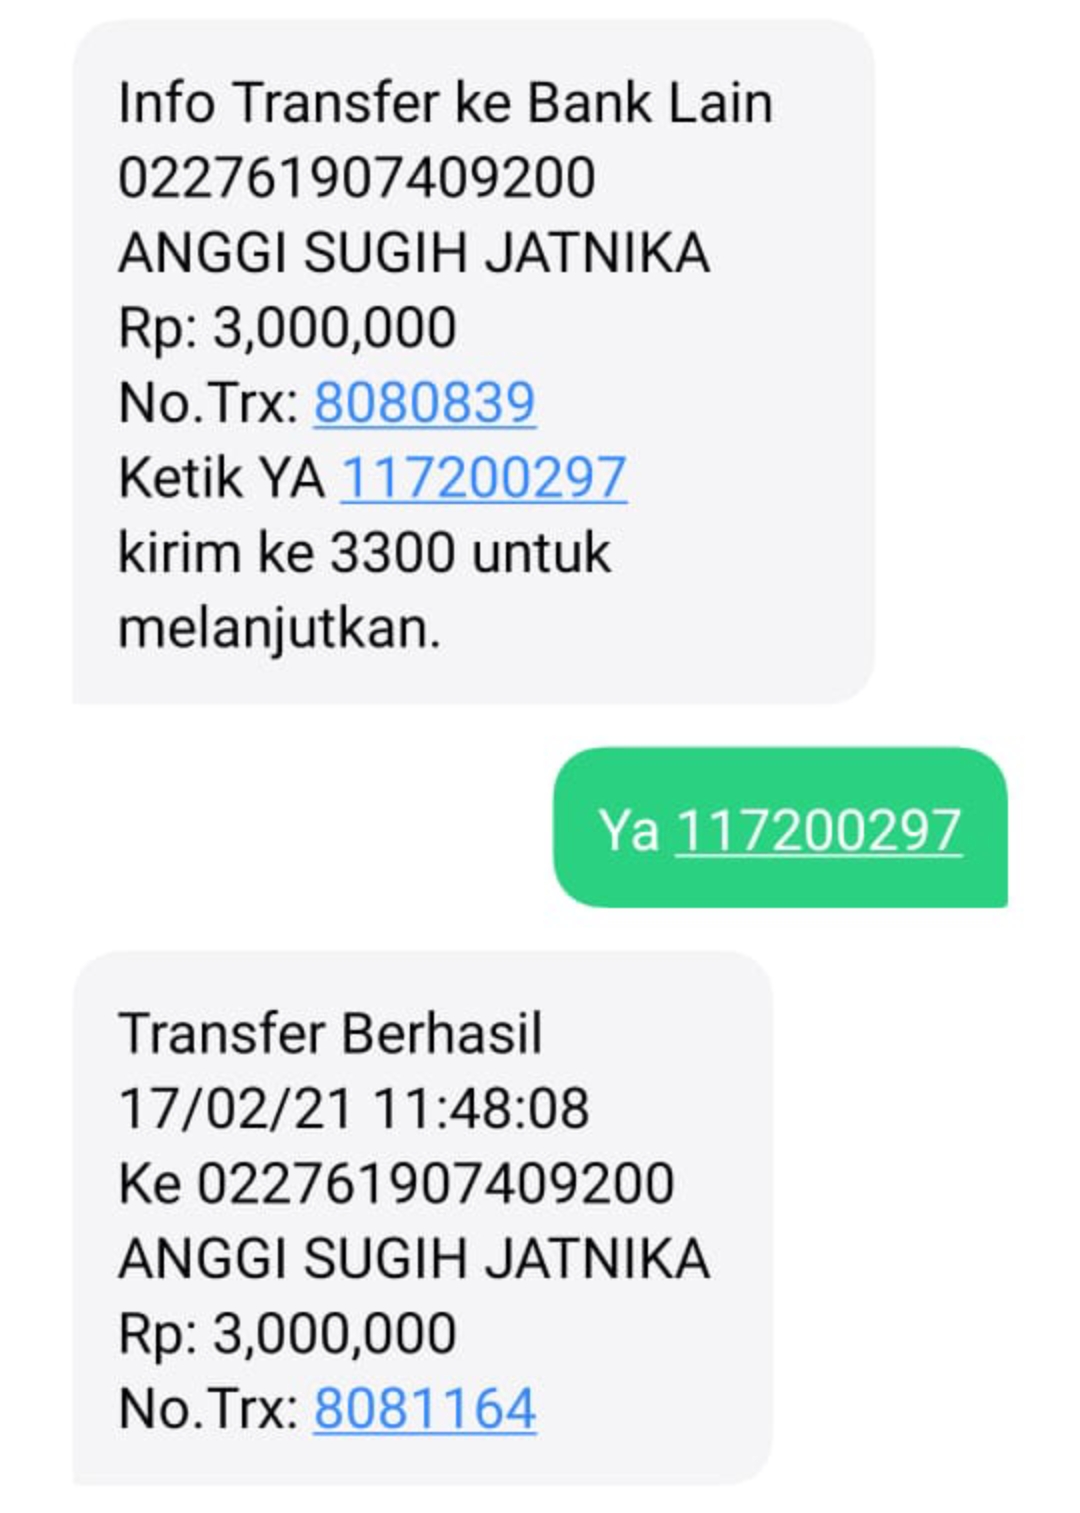 Info Transfer ke Bank Lain
022761907409200
ANGGI SUGIH JATNIKA
Rp: 3,000,000
No.Trx: 8080839
Ketik YA 117200297
kirim ke 3300 untuk
melanjutkan.
Ya 117200297
Transfer Berhasil
17/02/21 11:48:08
Ke 022761907409200
ANGGI SUGIH JATNIKA
Rp: 3,000,000
No.Trx: 8081164